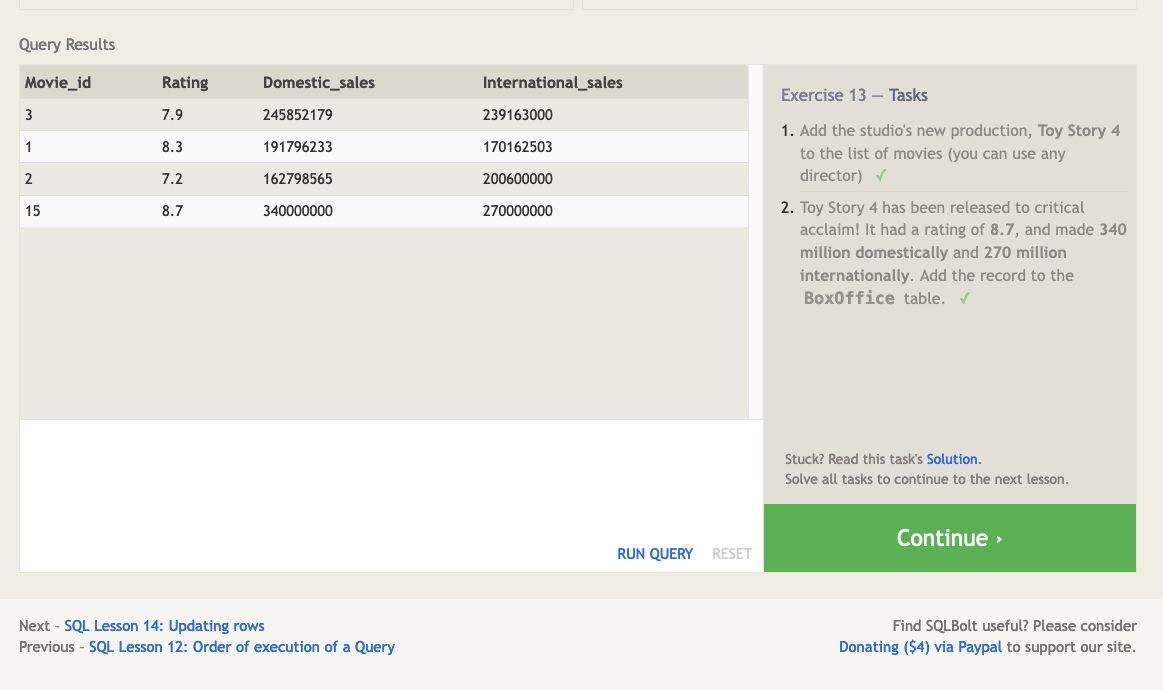 Query Results
Movie_id Rating Domestic_sales International_sales
3 7.9 245852179 239163000
1 8.3 191796233 170162503
2 7.2 162798565 200600000
15 8.7 340000000 270000000
RUN QUERY RESET
Exercise 13 — Tasks
1. Add the studio's new production, Toy Story 4
to the list of movies (you can use any
director) ✓
2. Toy Story 4 has been released to critical
acclaim! It had a rating of 8.7, and made 340
million domestically and 270 million
internationally. Add the record to the
BoxOffice table. ✓
Stuck? Read this task's Solution.
Solve all tasks to continue to the next lesson.
Continue ›
Next – SQL Lesson 14: Updating rows
Previous – SQL Lesson 12: Order of execution of a Query
Find SQLBolt useful? Please consider
Donating ($4) via Paypal to support our site.